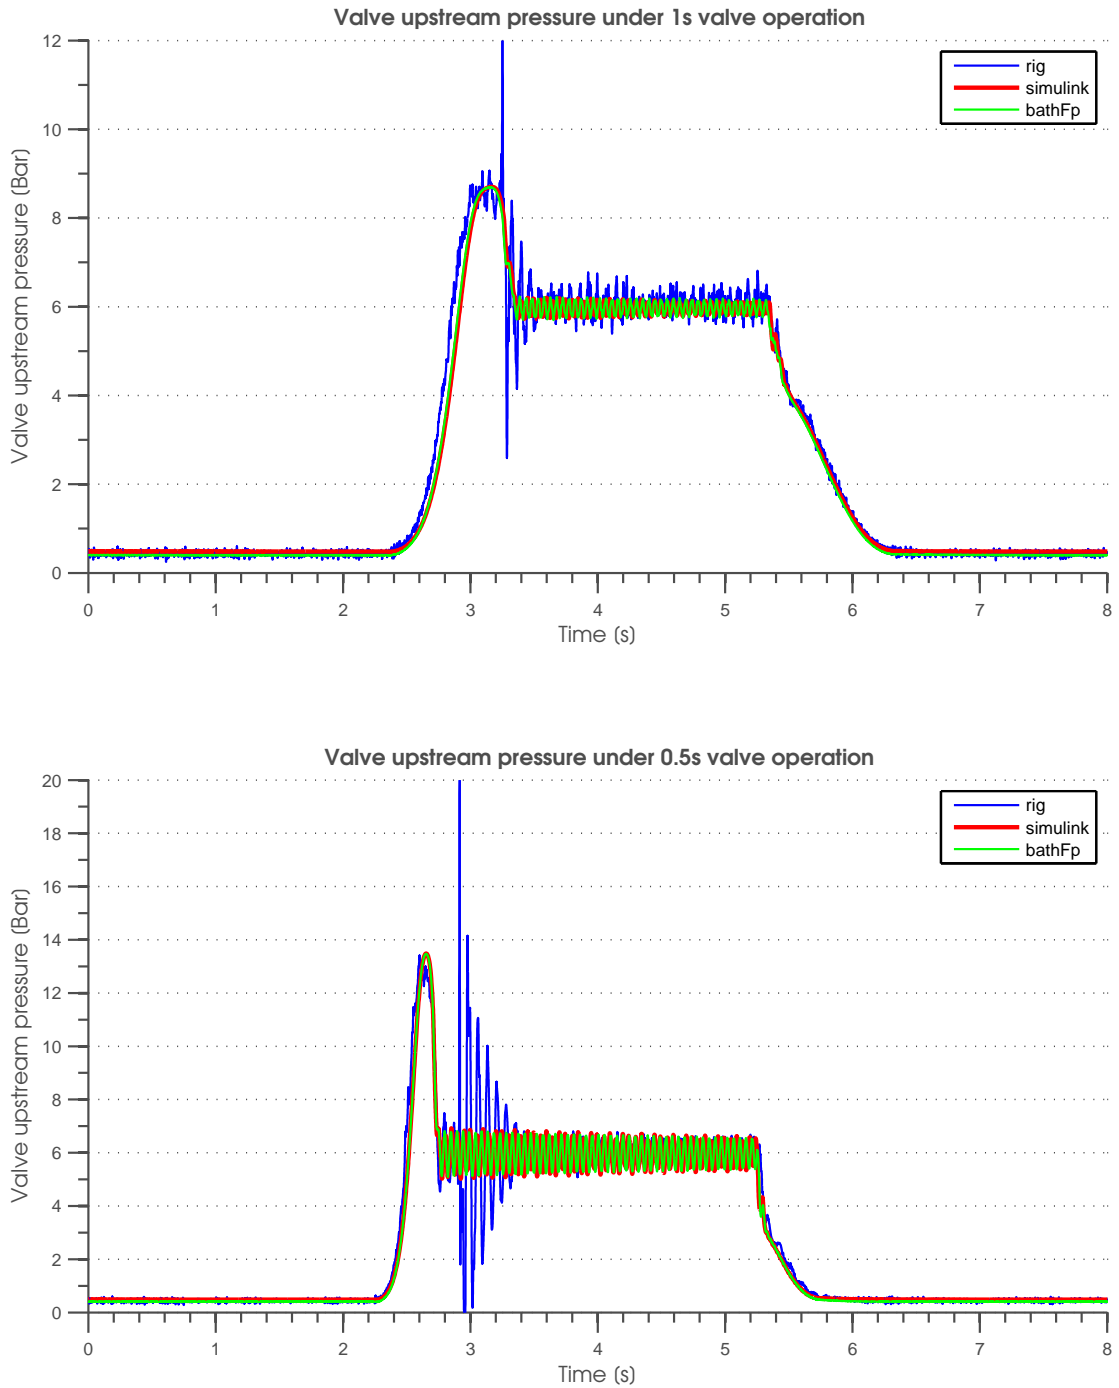 Valve upstream pressure under 1s valve operation
12
10
8
6
4
2
0
Valve upstream pressure (Bar)
rig
simulink
bathFp
0 1 2 3 4 5 6 7 8
Time (s)
Valve upstream pressure under 0.5s valve operation
20
18
16
14
12
10
8
6
4
2
0
Valve upstream pressure (Bar)
rig
simulink
bathFp
0 1 2 3 4 5 6 7 8
Time (s)